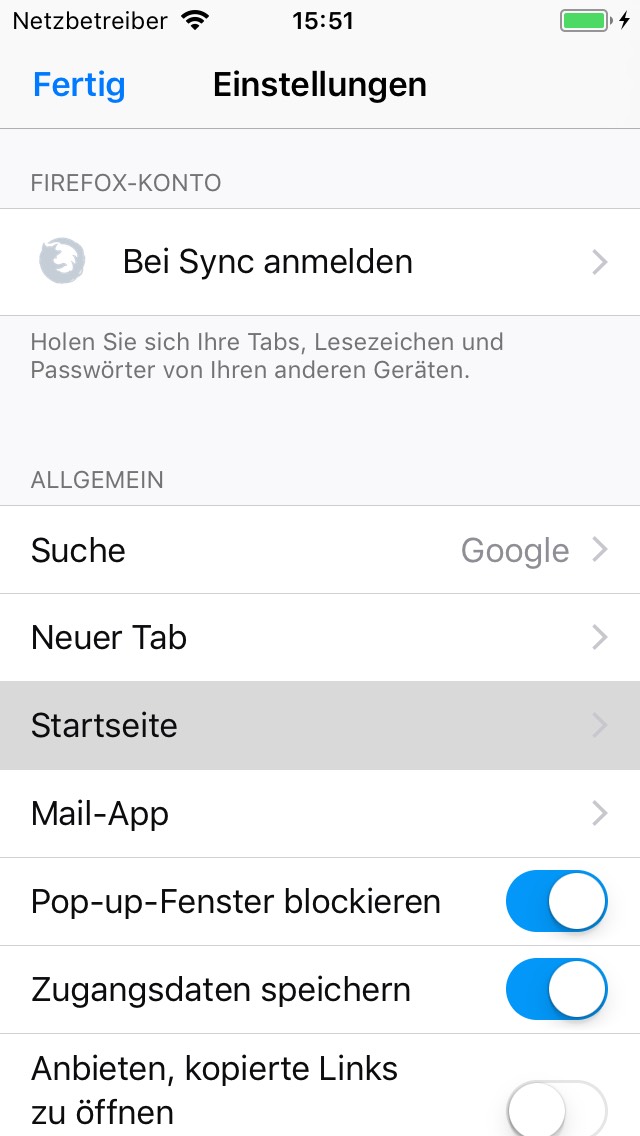 Netzbetreiber 15:51
Fertig Einstellungen
FIREFOX-KONTO
Bei Sync anmelden
Holen Sie sich Ihre Tabs, Lesezeichen und
Passwörter von Ihren anderen Geräten.
ALLGEMEIN
Suche Google
Neuer Tab
Startseite
Mail-App
Pop-up-Fenster blockieren
Zugangsdaten speichern
Anbieten, kopierte Links
zu öffnen